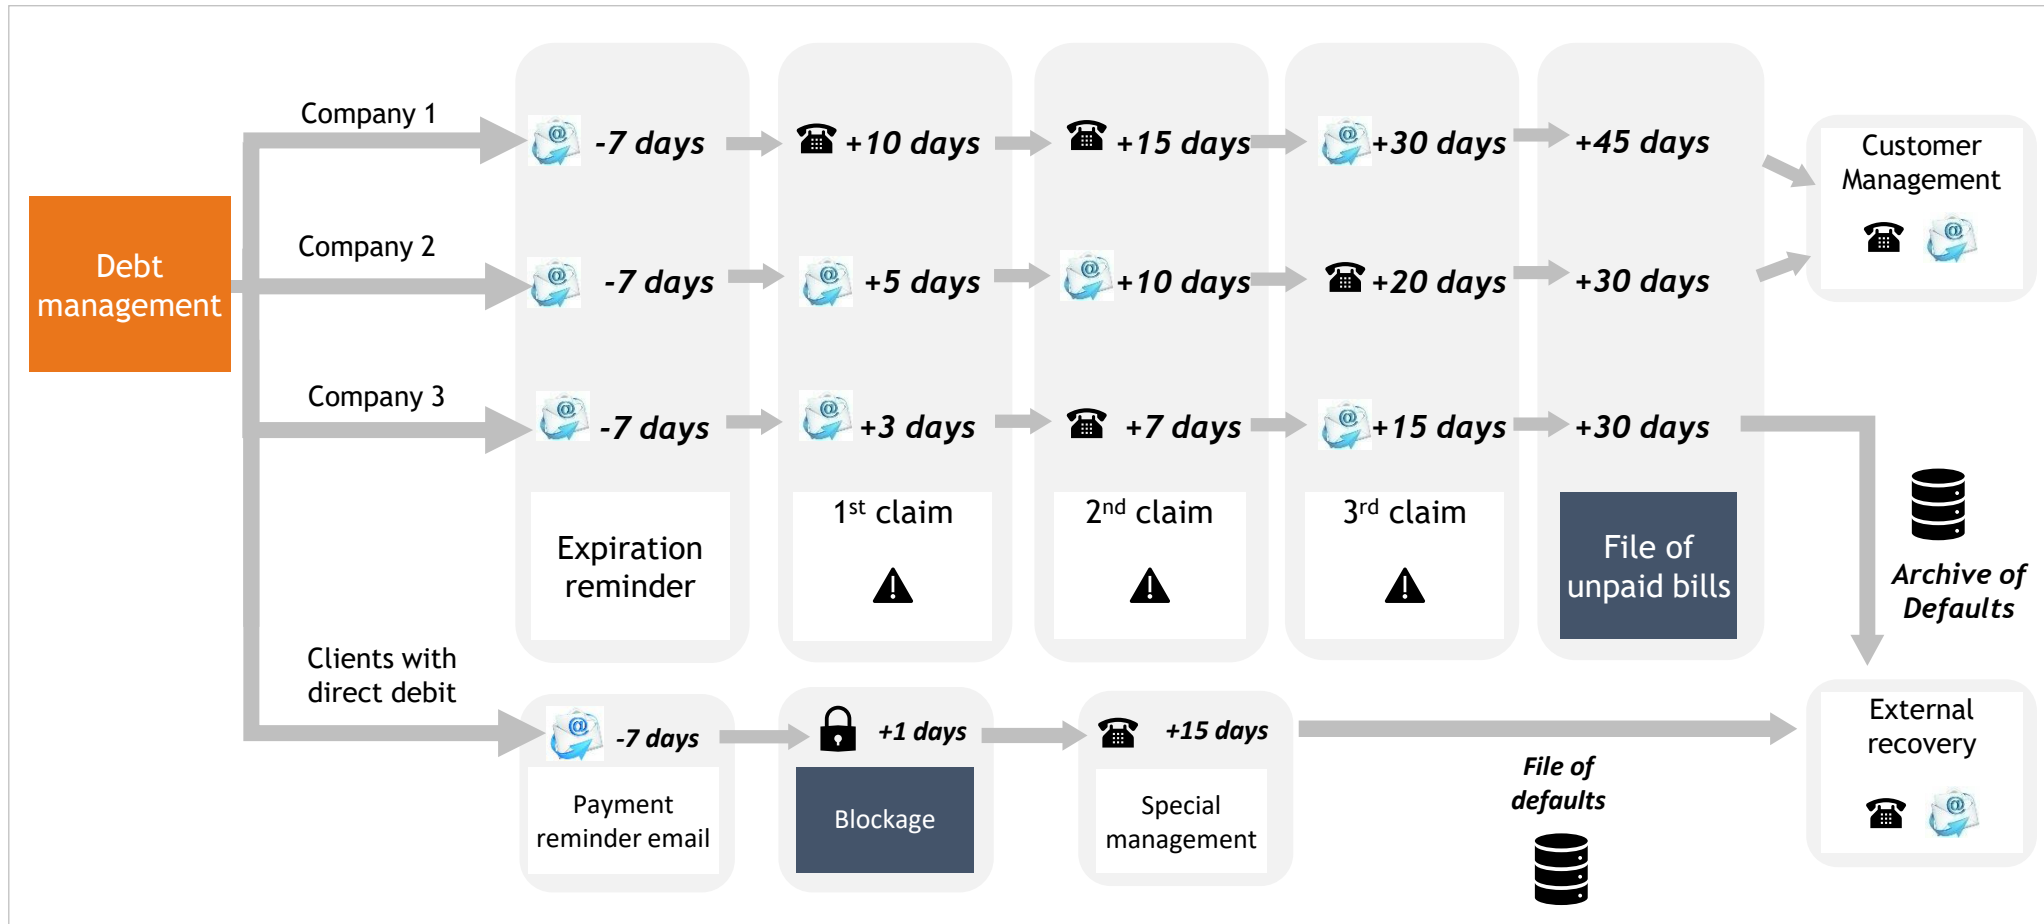 Debt
management
Company 1
-7 days
+10 days
+15 days
+30 days
+45 days
Company 2
-7 days
+5 days
+10 days
+20 days
+30 days
Company 3
-7 days
+3 days
+7 days
+15 days
+30 days
Expiration
reminder
1st claim
2nd claim
3rd claim
File of
unpaid bills
Customer
Management
Archive of
Defaults
Clients with
direct debit
-7 days
+1 days
+15 days
Payment
reminder email
Blockage
Special
management
File of
defaults
External
recovery